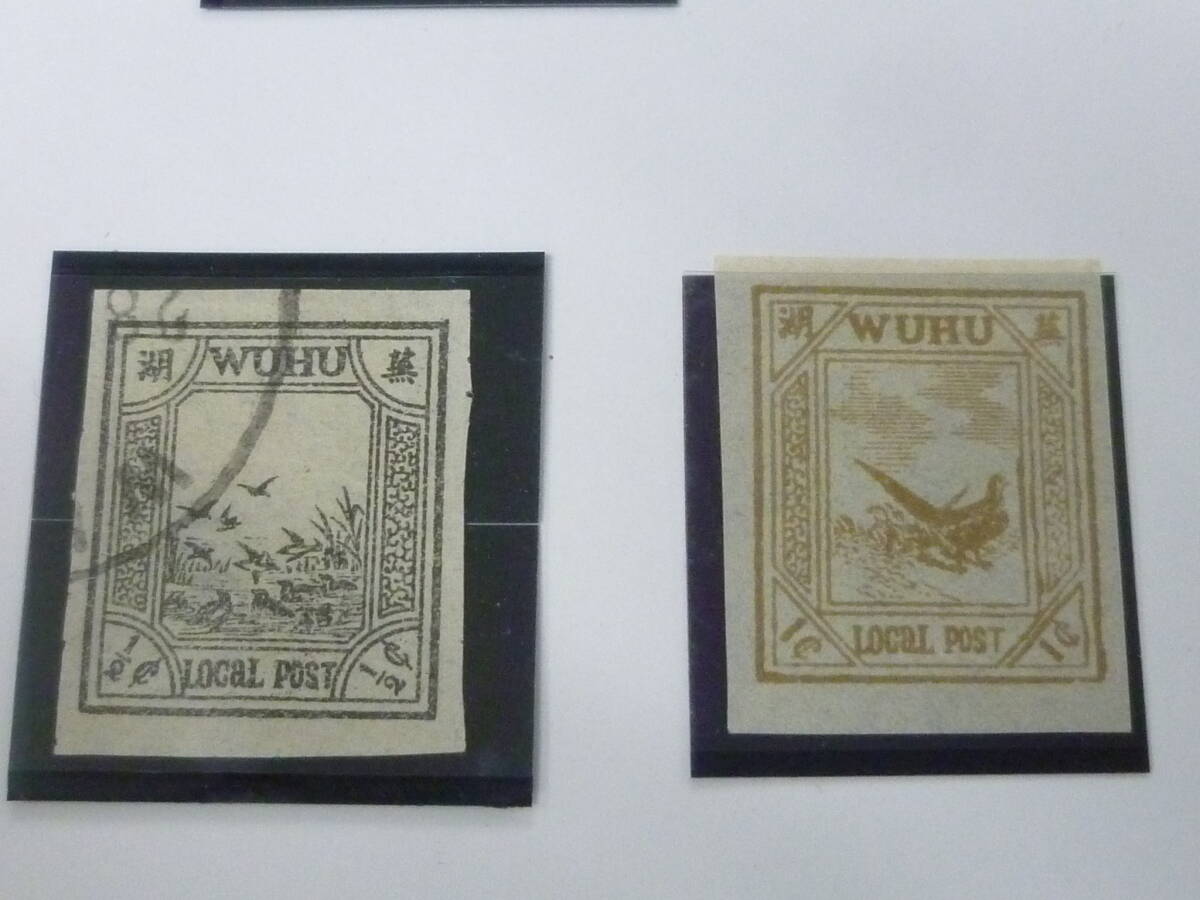 湖 WUHU 蕪
½¢ LOCAL POST ½¢
湖 WUHU 蕪
1¢ LOCAL POST 1¢